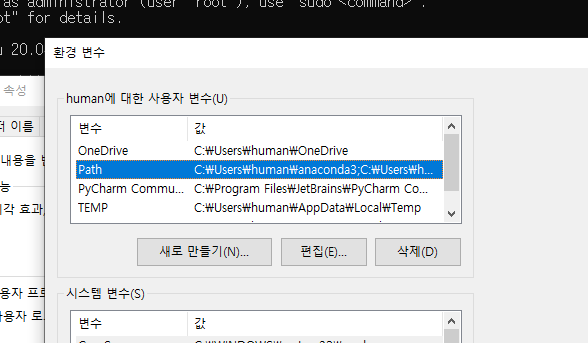 as administrator (user "root"), use "sudo <command>".
ot" for details.
u 20.0
환경 변수
속성
human에 대한 사용자 변수(U)
더 이름
변수 값
OneDrive C:₩Users₩human₩OneDrive
내용을 변
Path C:₩Users₩human₩anaconda3;C:₩Users₩h...
능
PyCharm Commu... C:₩Program Files₩JetBrains₩PyCharm Co...
시각 효과,
TEMP C:₩Users₩human₩AppData₩Local₩Temp
새로 만들기(N)... 편집(E)... 삭제(D)
사용자 프로
시스템 변수(S)
사용자 로
변수 값